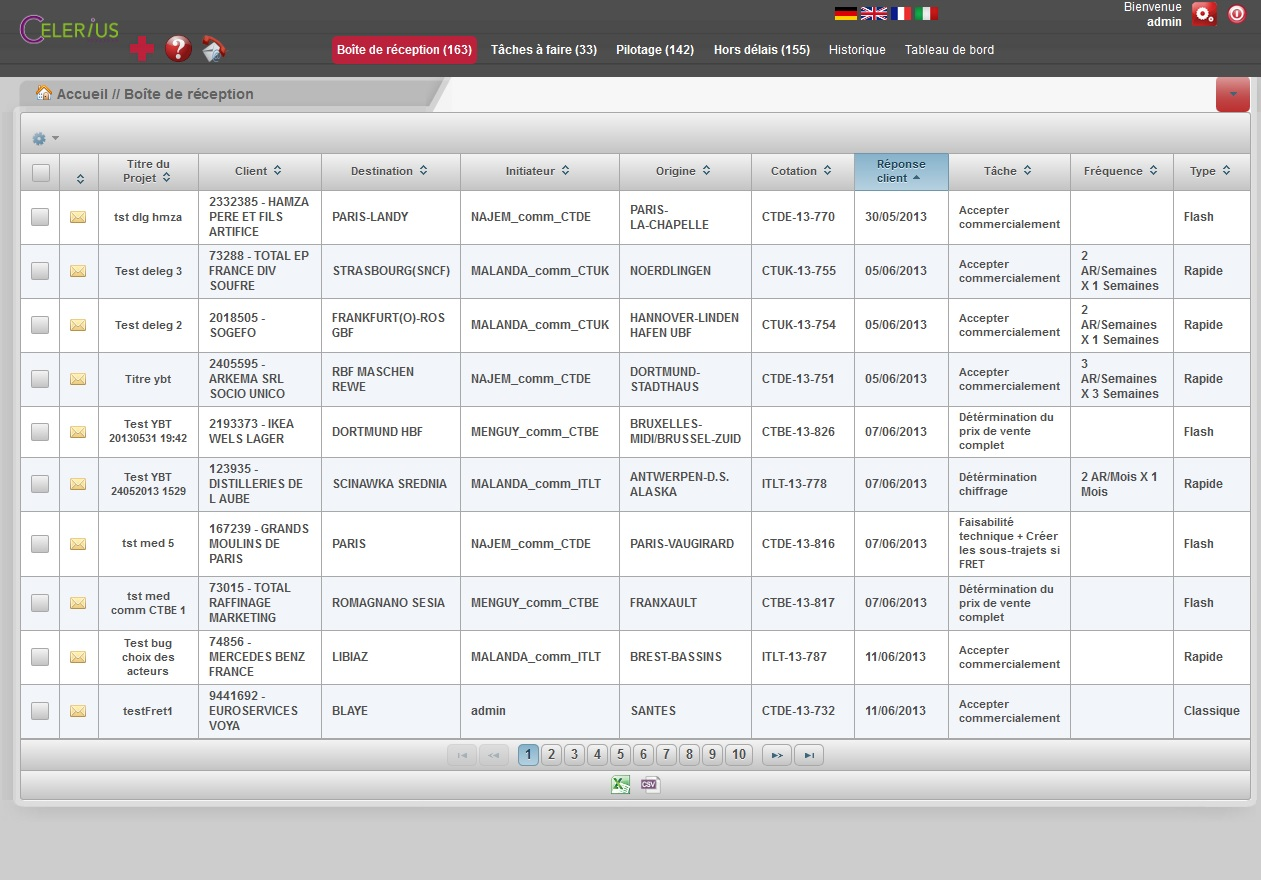 CELERiUS
Bienvenue
admin
Boîte de réception (163) Tâches à faire (33) Pilotage (142) Hors délais (155) Historique Tableau de bord
Accueil // Boîte de réception
Titre du
Projet
Client
Destination
Initiateur
Origine
Cotation
Réponse
client
Tâche
Fréquence
Type
tst dlg hmza
2332385 - HAMZA
PERE ET FILS
ARTIFICE
PARIS-LANDY
NAJEM_comm_CTDE
PARIS-
LA-CHAPELLE
CTDE-13-770
30/05/2013
Accepter
commercialement
Flash
Test deleg 3
73288 - TOTAL EP
FRANCE DIV
SOUFRE
STRASBOURG(SNCF)
MALANDA_comm_CTUK
NOERDLINGEN
CTUK-13-755
05/06/2013
Accepter
commercialement
2
AR/Semaines
X 1 Semaines
Rapide
Test deleg 2
2018505 -
SOGEFO
FRANKFURT(O)-ROS
GBF
MALANDA_comm_CTUK
HANNOVER-LINDEN
HAFEN UBF
CTUK-13-754
05/06/2013
Accepter
commercialement
2
AR/Semaines
X 1 Semaines
Rapide
Titre ybt
2405595 -
ARKEMA SRL
SOCIO UNICO
RBF MASCHEN
REWE
NAJEM_comm_CTDE
DORTMUND-
STADTHAUS
CTDE-13-751
05/06/2013
Accepter
commercialement
3
AR/Semaines
X 3 Semaines
Rapide
Test YBT
20130531 19:42
2193373 - IKEA
WELS LAGER
DORTMUND HBF
MENGUY_comm_CTBE
BRUXELLES-
MIDI/BRUSSEL-ZUID
CTBE-13-826
07/06/2013
Détérmination du
prix de vente
complet
Flash
Test YBT
24052013 1529
123935 -
DISTILLERIES DE
L AUBE
SCINAWKA SREDNIA
MALANDA_comm_ITLT
ANTWERPEN-D.S.
ALASKA
ITLT-13-778
07/06/2013
Détérmination
chiffrage
2 AR/Mois X 1
Mois
Rapide
tst med 5
167239 - GRANDS
MOULINS DE
PARIS
PARIS
NAJEM_comm_CTDE
PARIS-VAUGIRARD
CTDE-13-816
07/06/2013
Faisabilité
technique + Créer
les sous-trajets si
FRET
Flash
tst med
comm CTBE 1
73015 - TOTAL
RAFFINAGE
MARKETING
ROMAGNANO SESIA
MENGUY_comm_CTBE
FRANXAULT
CTBE-13-817
07/06/2013
Détérmination du
prix de vente
complet
Flash
Test bug
choix des
acteurs
74856 -
MERCEDES BENZ
FRANCE
LIBIAZ
MALANDA_comm_ITLT
BREST-BASSINS
ITLT-13-787
11/06/2013
Accepter
commercialement
Rapide
testFret1
9441692 -
EUROSERVICES
VOYA
BLAYE
admin
SANTES
CTDE-13-732
11/06/2013
Accepter
commercialement
Classique
1 2 3 4 5 6 7 8 9 10
CSV